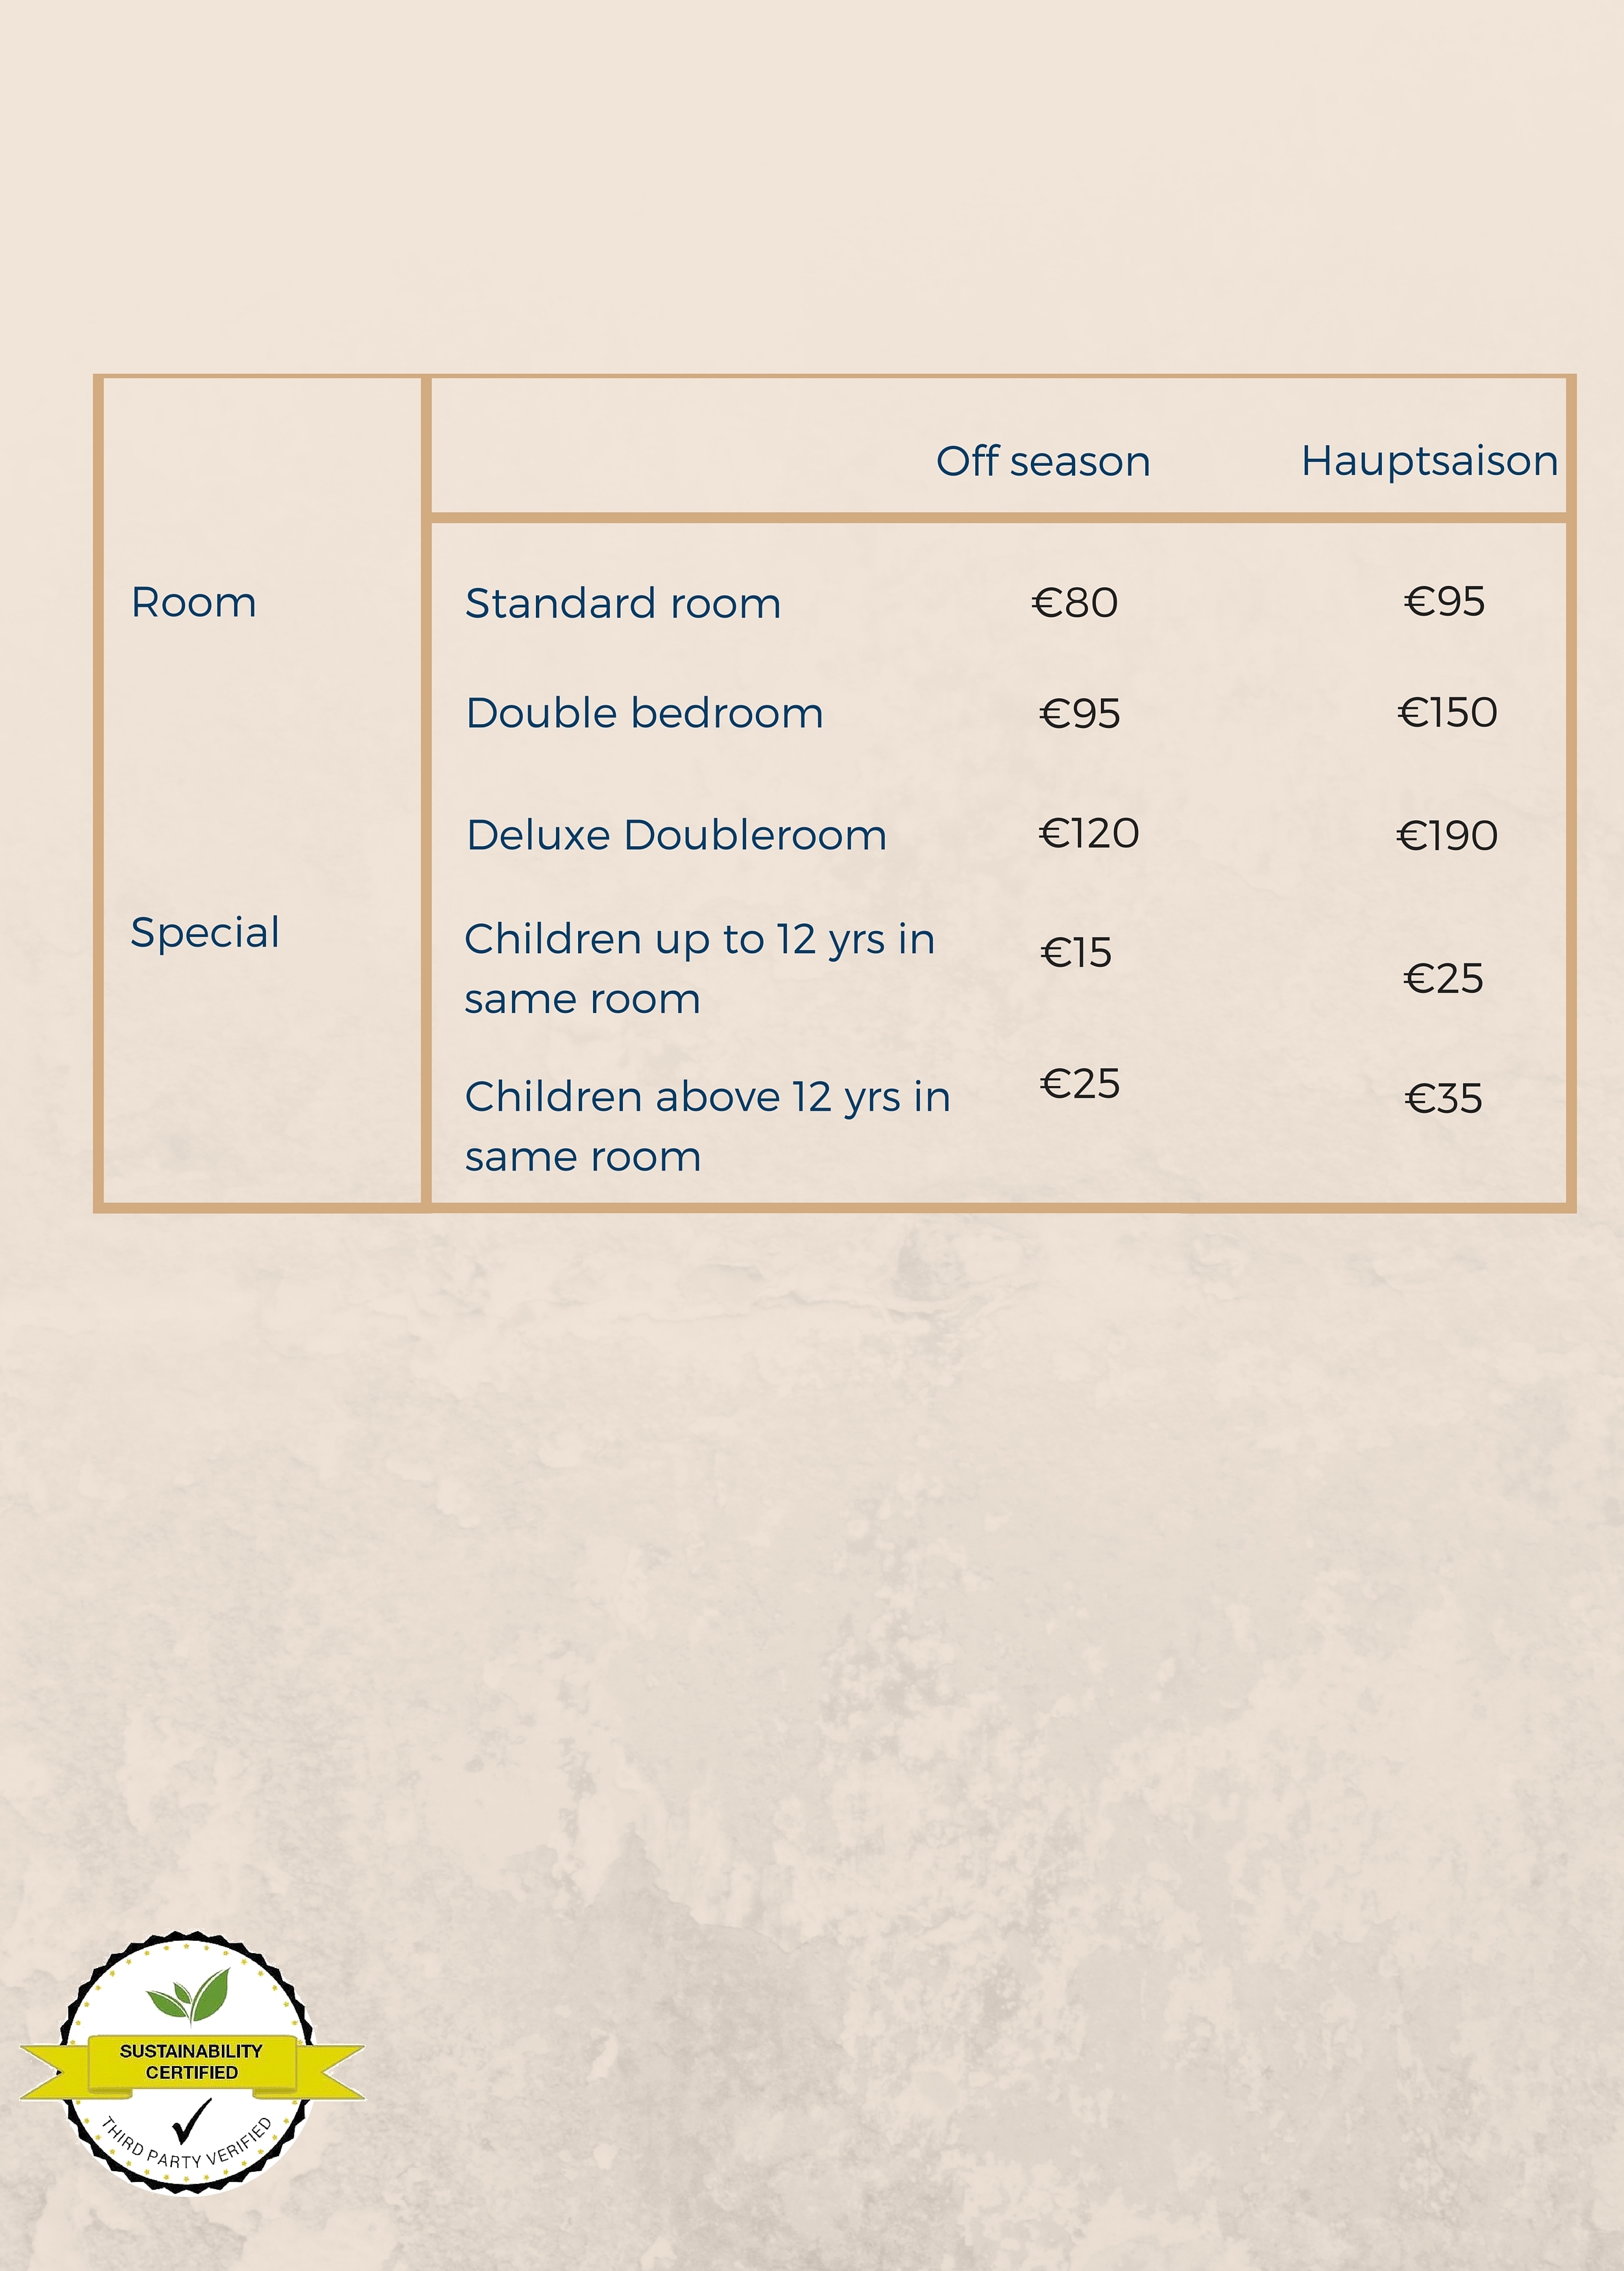 Off season Hauptsaison
Room Standard room €80 €95
Double bedroom €95 €150
Deluxe Doubleroom €120 €190
Special Children up to 12 yrs in €15
same room €25
Children above 12 yrs in €25 €35
same room
SUSTAINABILITY
CERTIFIED
THIRD PARTY VERIFIED